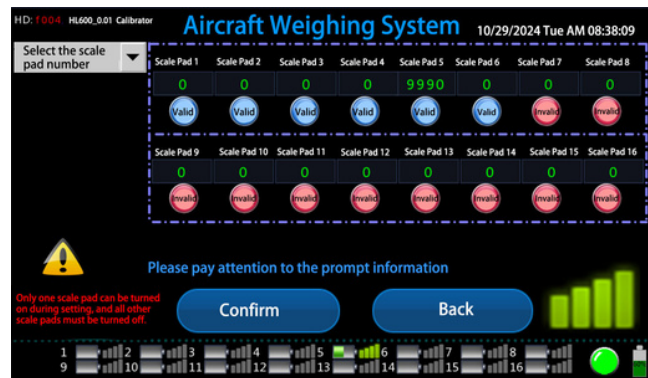 HD: f004 HL600_0.01 Calibrator Aircraft Weighing System 10/29/2024 Tue AM 08:38:09
Select the scale
pad number
Scale Pad 1 Scale Pad 2 Scale Pad 3 Scale Pad 4 Scale Pad 5 Scale Pad 6 Scale Pad 7 Scale Pad 8
0 0 0 0 9990 0 0 0
Valid Valid Valid Valid Valid Valid Invalid Invalid
Scale Pad 9 Scale Pad 10 Scale Pad 11 Scale Pad 12 Scale Pad 13 Scale Pad 14 Scale Pad 15 Scale Pad 16
0 0 0 0 0 0 0 0
Invalid Invalid Invalid Invalid Invalid Invalid Invalid Invalid
Please pay attention to the prompt information
Only one scale pad can be turned
on during setting, and all other
scale pads must be turned off.
Confirm Back
1 2 3 4 5 6 7 8
9 10 11 12 13 14 15 16